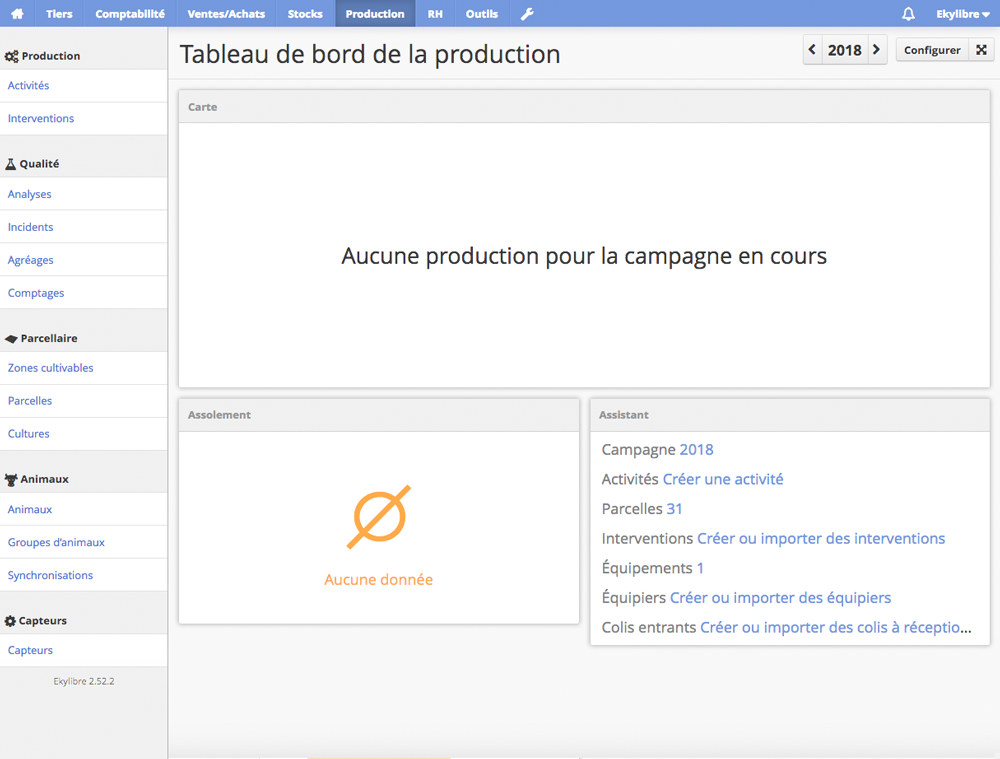 Tiers Comptabilité Ventes/Achats Stocks Production RH Outils Ekylibre
Production
Activités
Interventions
Qualité
Analyses
Incidents
Agréages
Comptages
Parcellaire
Zones cultivables
Parcelles
Cultures
Animaux
Animaux
Groupes d'animaux
Synchronisations
Capteurs
Capteurs
Ekylibre 2.52.2
Tableau de bord de la production
2018
Configurer
Carte
Aucune production pour la campagne en cours
Assolement
Aucune donnée
Assistant
Campagne 2018
Activités Créer une activité
Parcelles 31
Interventions Créer ou importer des interventions
Équipements 1
Équipiers Créer ou importer des équipiers
Colis entrants Créer ou importer des colis à réceptio...